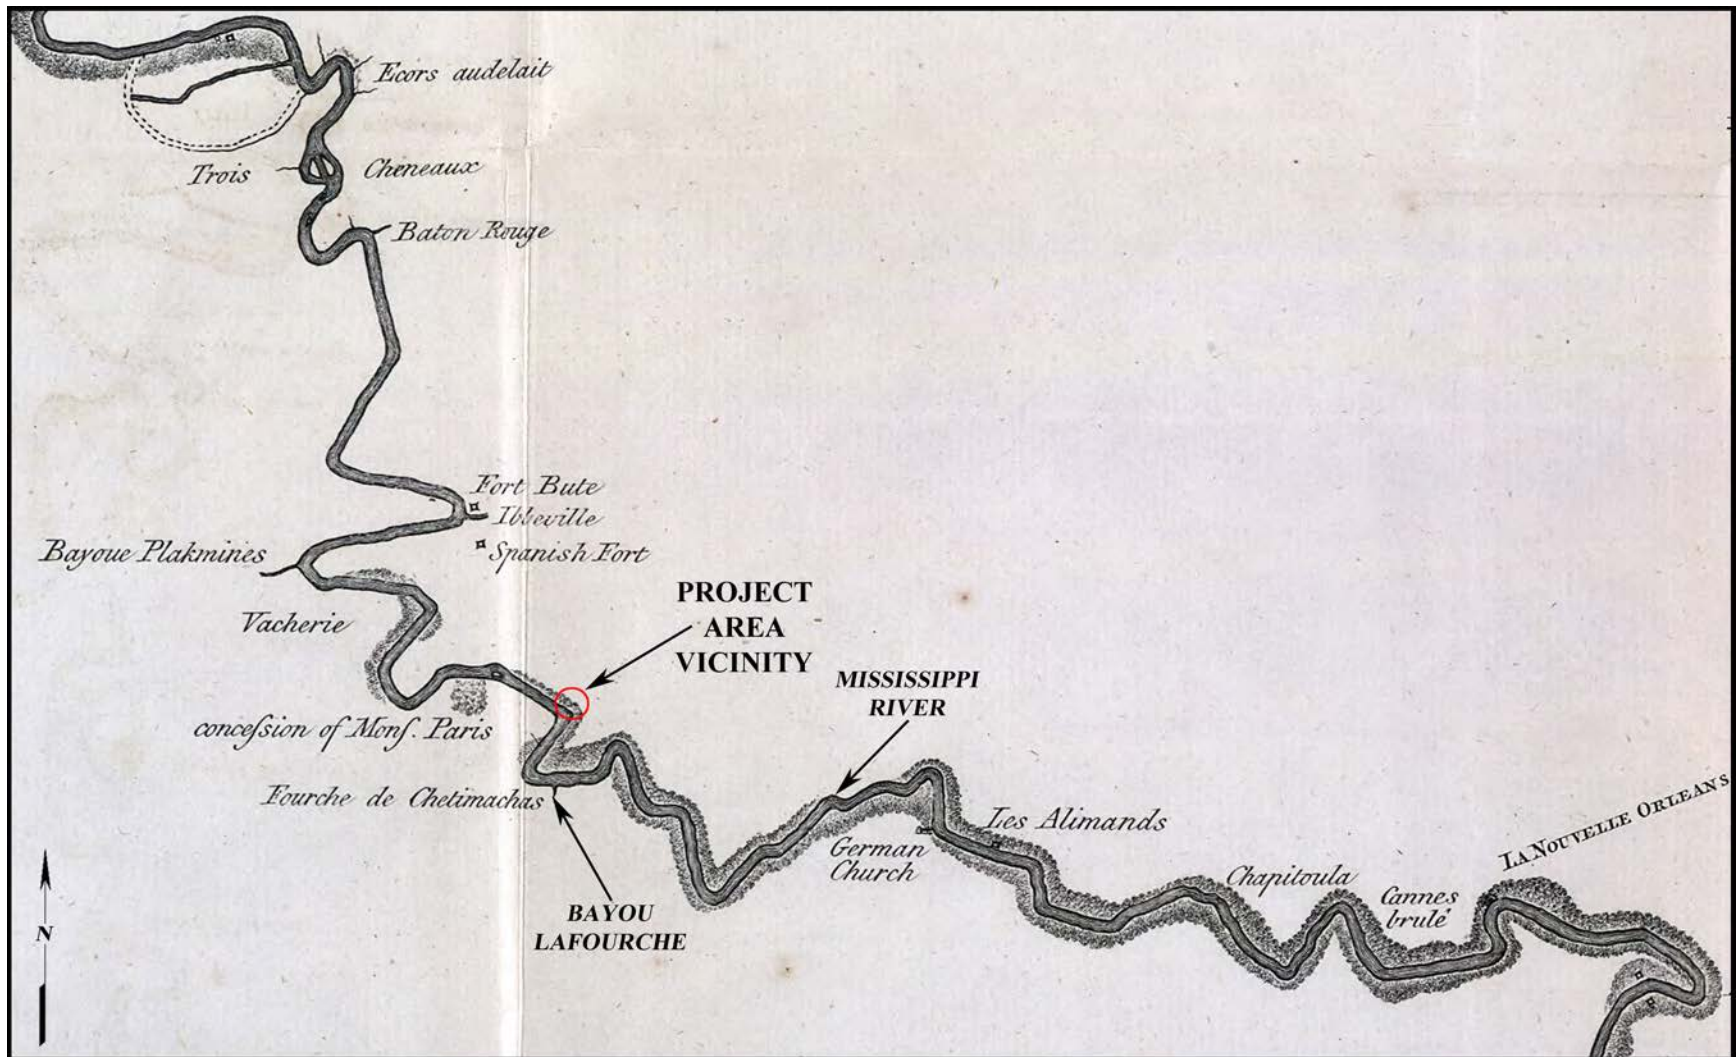 Ecors audelait
Trois Cheneaux
Baton Rouge
Fort Bute
Ibbeville
Spanish Fort
Bayoue Plakmines
PROJECT
AREA
VICINITY
Vacherie
MISSISSIPPI
RIVER
conceſsion of Monſ. Paris
Fourche de Chetimachas
Les Alimands
LA NOUVELLE ORLEANS
German
Church
Chapitoula
Cannes
brulé
BAYOU
LAFOURCHE
N